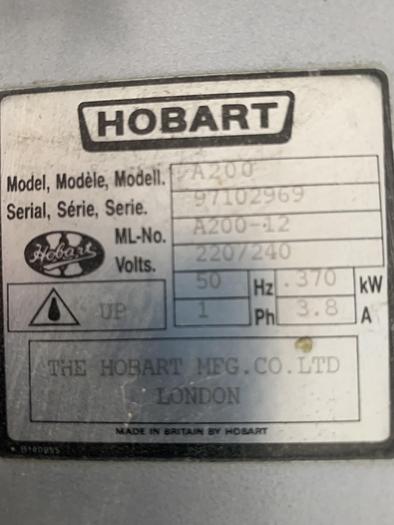 HOBART
Model, Modèle, Modell. A200
Serial, Série, Serie. 97102969
Hobart
ML-No. A200-12
Volts. 220/240
50 Hz .370 kW
UP 1 Ph 3.8 A
THE HOBART MFG.CO.LTD
LONDON
MADE IN BRITAIN BY HOBART